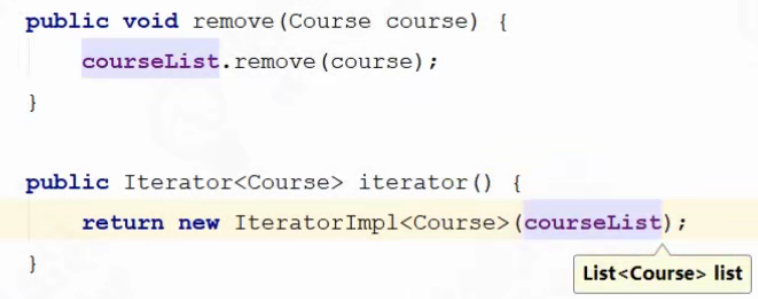 public void remove(Course course) {
courseList.remove(course);
}
public Iterator<Course> iterator() {
return new IteratorImpl<Course>(courseList);
}
List<Course> list